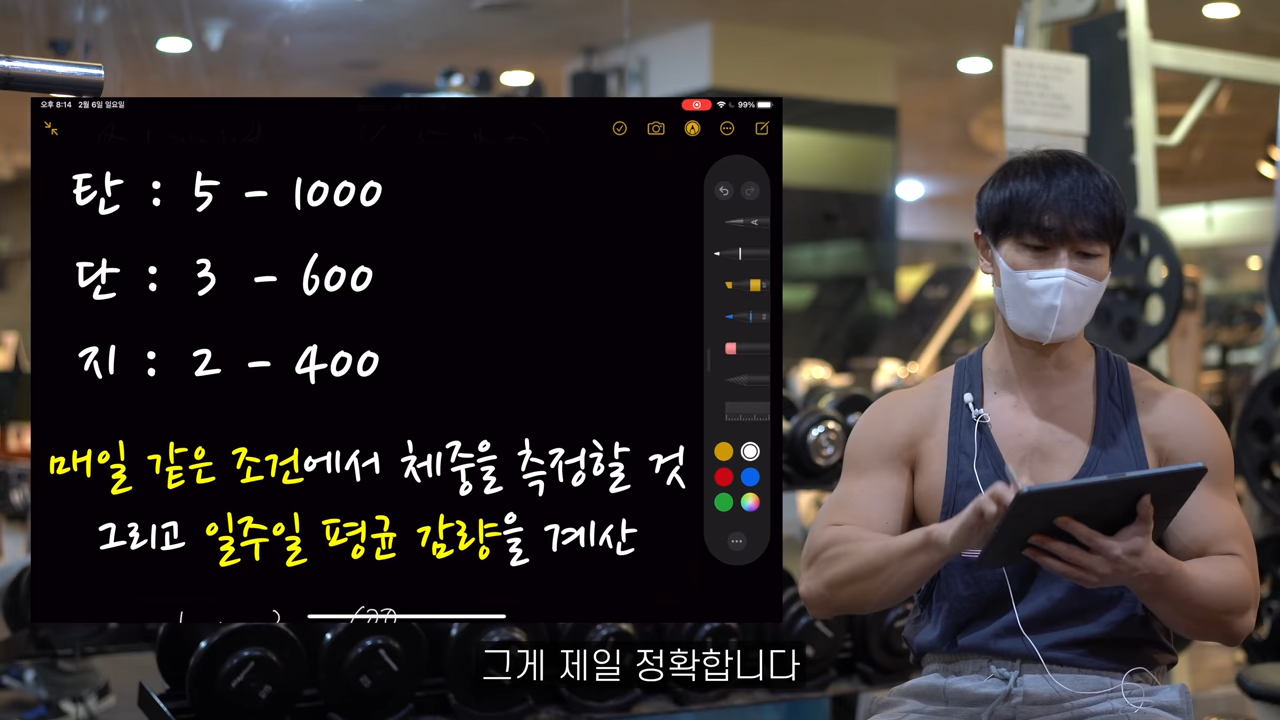 오후 8:14 2월 6일 일요일
99%
탄 : 5 - 1000
단 : 3 - 600
지 : 2 - 400
매일 같은 조건에서 체중을 측정할 것
그리고 일주일 평균 감량을 계산
그게 제일 정확합니다